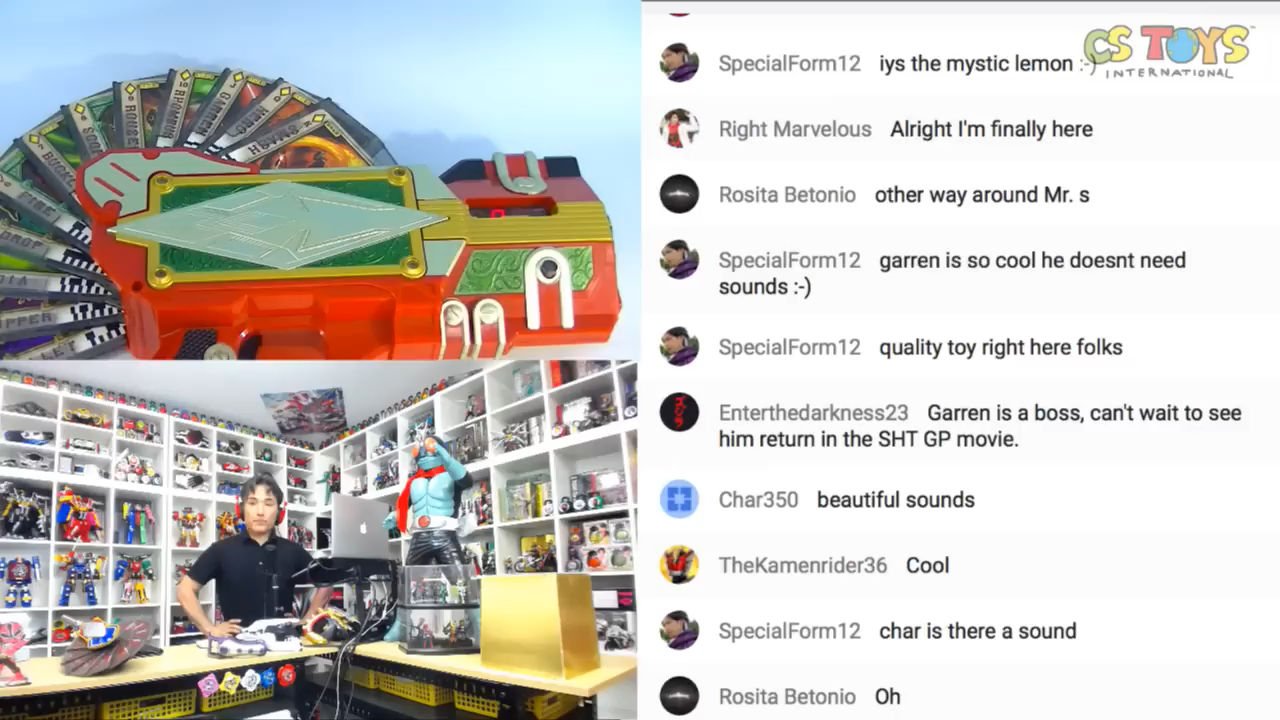 CS TOYS
INTERNATIONAL
SpecialForm12 iys the mystic lemon :-)
Right Marvelous Alright I'm finally here
Rosita Betonio other way around Mr. s
SpecialForm12 garren is so cool he doesnt need
sounds :-)
SpecialForm12 quality toy right here folks
Enterthedarkness23 Garren is a boss, can't wait to see
him return in the SHT GP movie.
Char350 beautiful sounds
TheKamenrider36 Cool
SpecialForm12 char is there a sound
Rosita Betonio Oh
FIRE
DROP